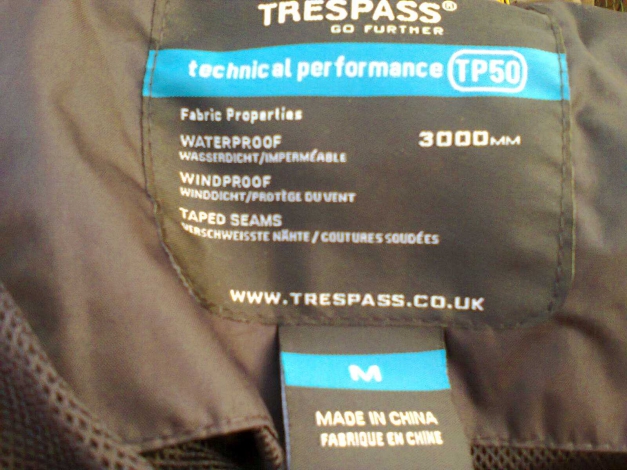 TRESPASS®
GO FURTHER
technical performance TP50
Fabric Properties
WATERPROOF 3000MM
WASSERDICHT/IMPERMÉABLE
WINDPROOF
WINDDICHT/PROTÈGE DU VENT
TAPED SEAMS
VERSCHWEISSTE NÄHTE / COUTURES SOUDÉES
WWW.TRESPASS.CO.UK
M
MADE IN CHINA
FABRIQUE EN CHINE